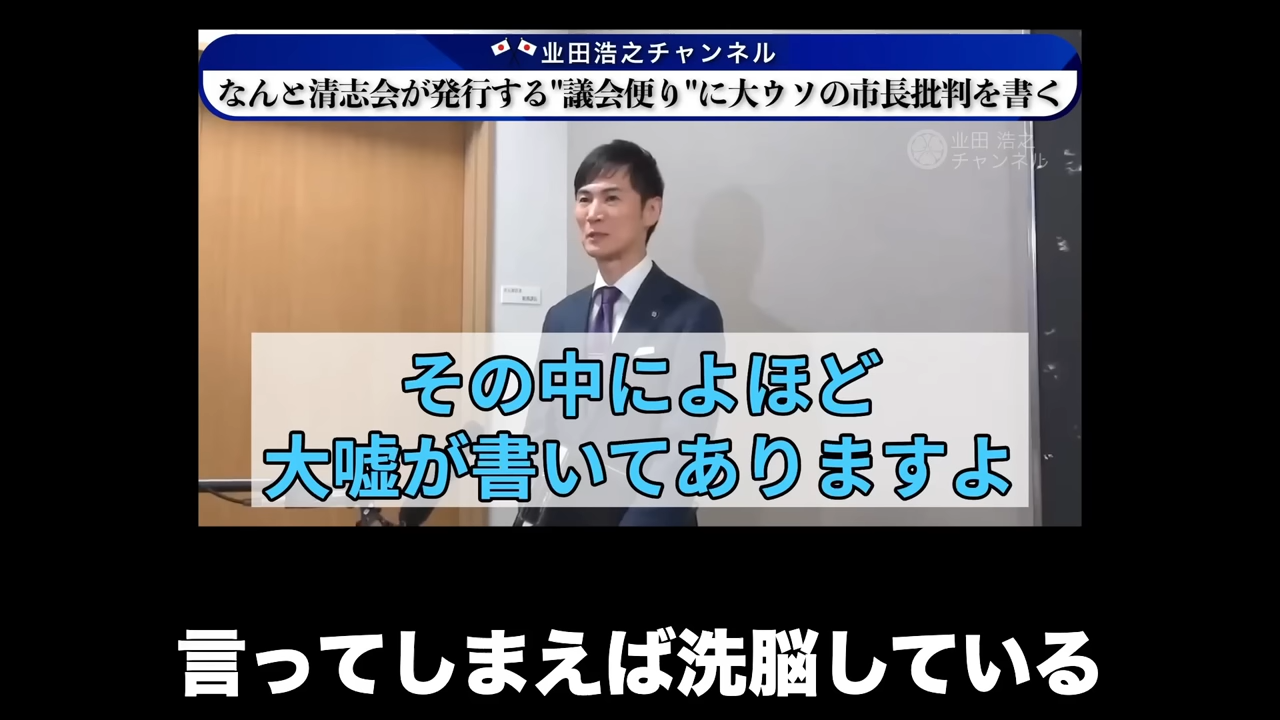 业田浩之チャンネル
なんと清志会が発行する"議会便り"に大ウソの市長批判を書く
业田 浩之
チャンネル
その中によほど
大嘘が書いてありますよ
言ってしまえば洗脳している